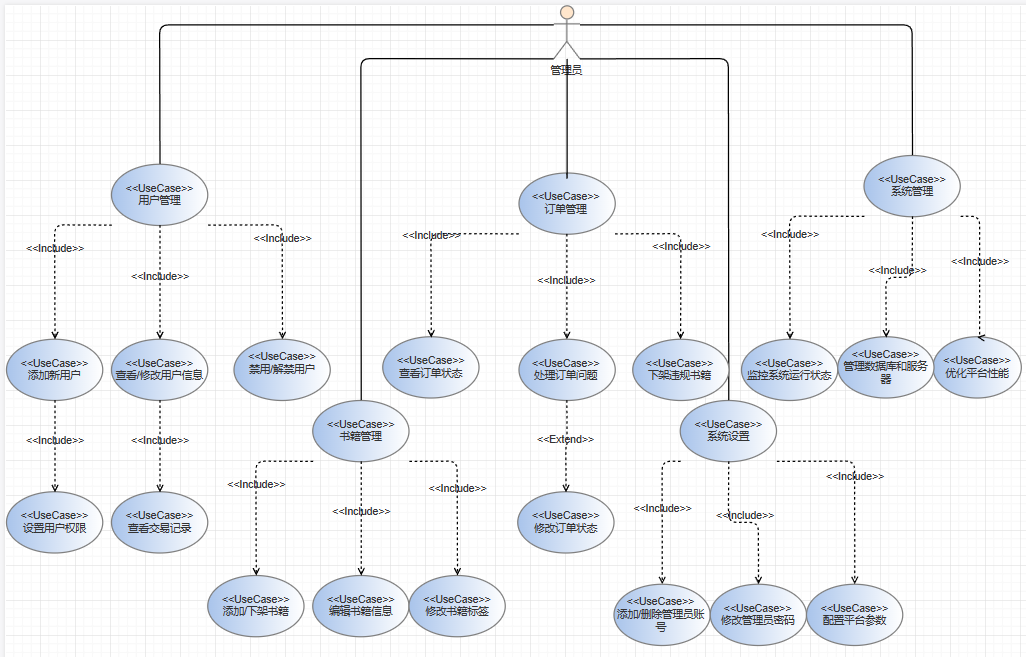 管理员
<<UseCase>>
用户管理
<<UseCase>>
订单管理
<<UseCase>>
系统管理
<<Include>>
<<Include>>
<<Include>>
<<Include>>
<<Include>>
<<Include>>
<<Include>>
<<Include>>
<<Include>>
<<UseCase>>
添加新用户
<<UseCase>>
查看/修改用户信息
<<UseCase>>
禁用/解禁用户
<<UseCase>>
查看订单状态
<<UseCase>>
处理订单问题
<<UseCase>>
下架违规书籍
<<UseCase>>
监控系统运行状态
<<UseCase>>
管理数据库和服务
器
<<UseCase>>
优化平台性能
<<Include>>
<<Include>>
<<UseCase>>
书籍管理
<<Extend>>
<<UseCase>>
系统设置
<<Include>>
<<Include>>
<<Include>>
<<Include>>
<<Include>>
<<Include>>
<<UseCase>>
设置用户权限
<<UseCase>>
查看交易记录
<<UseCase>>
修改订单状态
<<UseCase>>
添加/下架书籍
<<UseCase>>
编辑书籍信息
<<UseCase>>
修改书籍标签
<<UseCase>>
添加/删除管理员账
号
<<UseCase>>
修改管理员密码
<<UseCase>>
配置平台参数